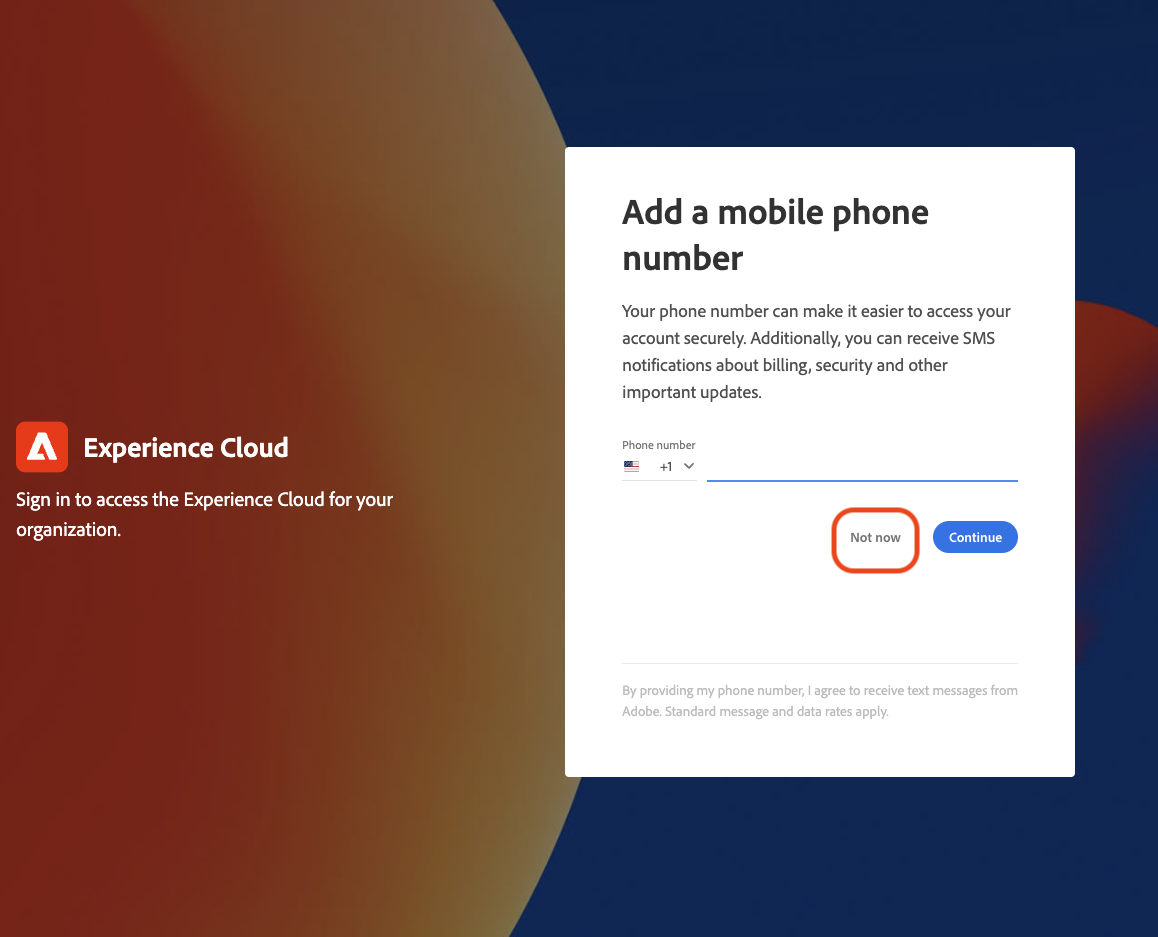 Experience Cloud
Sign in to access the Experience Cloud for your
organization.
Add a mobile phone
number
Your phone number can make it easier to access your
account securely. Additionally, you can receive SMS
notifications about billing, security and other
important updates.
Phone number
+1
Not now
Continue
By providing my phone number, I agree to receive text messages from
Adobe. Standard message and data rates apply.